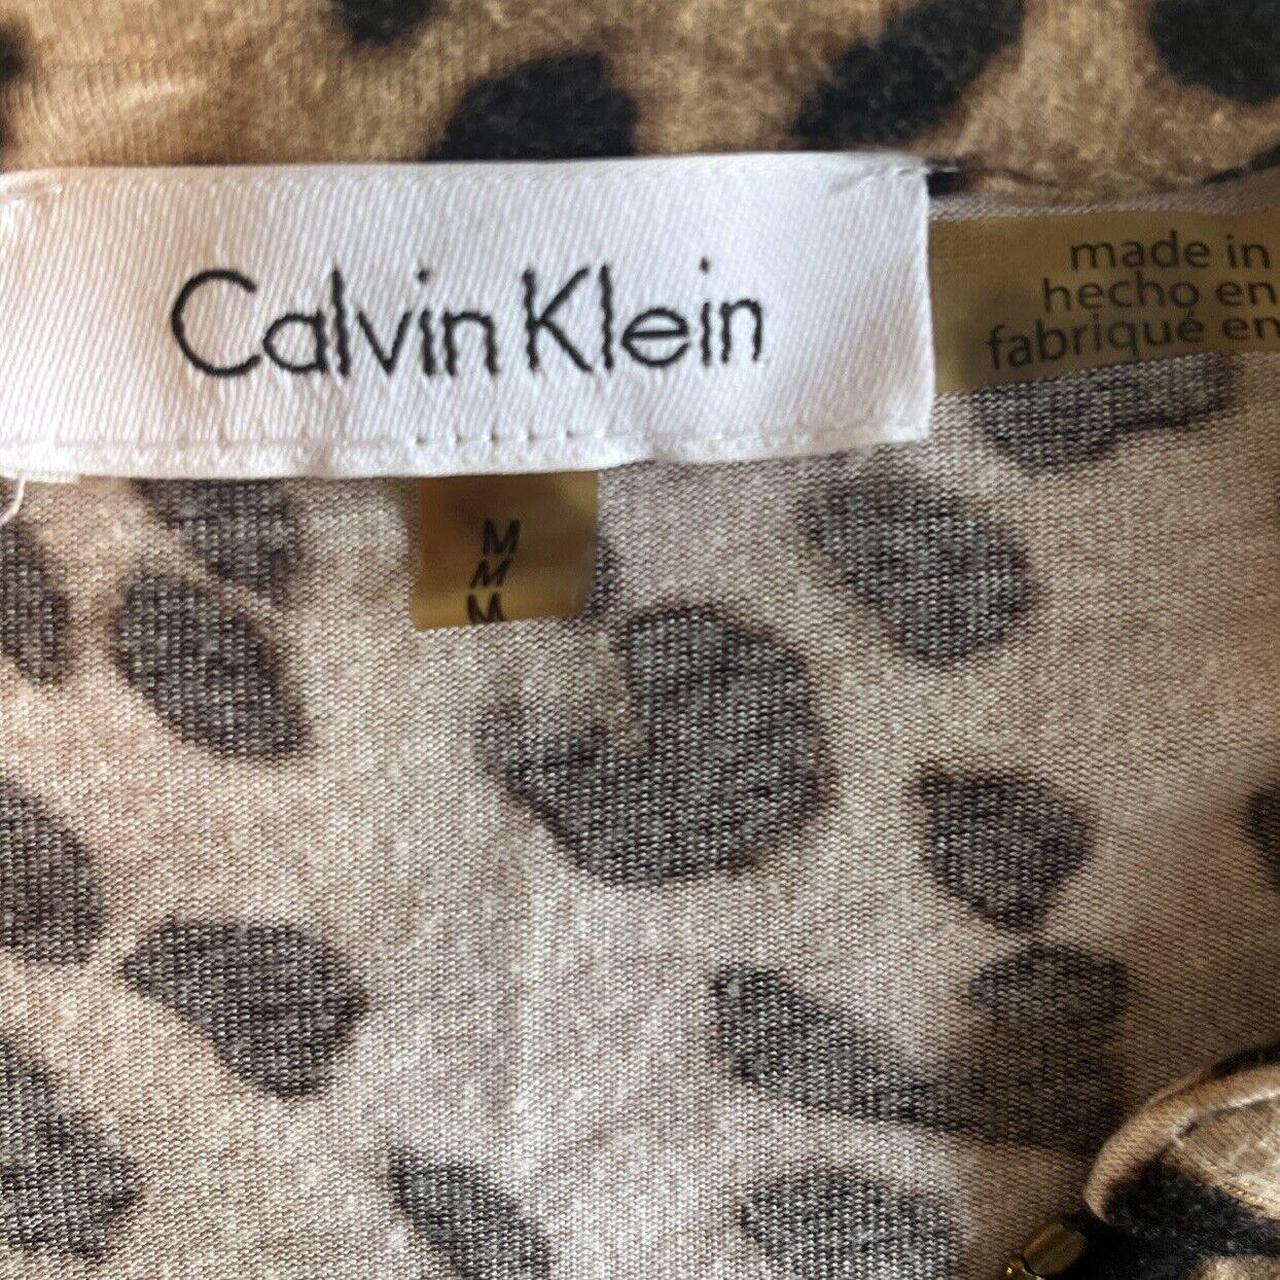 Calvin Klein
made in
hecho en
fabriqué en
M
M
M